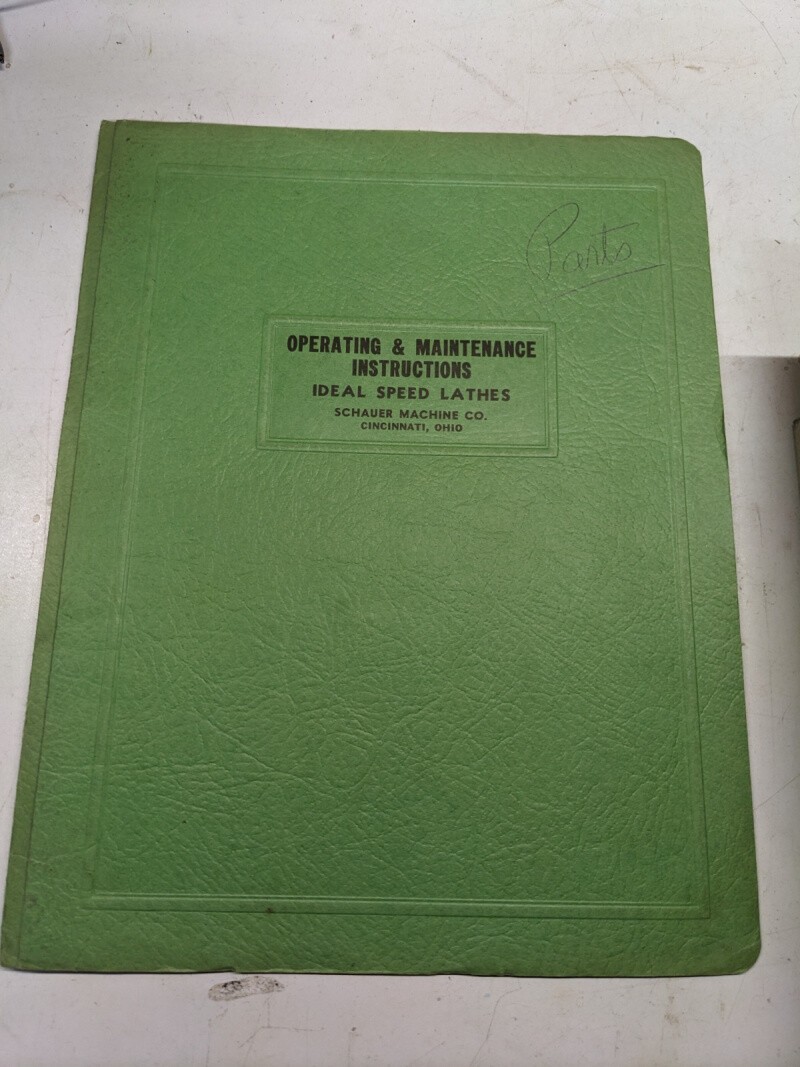 Parts
OPERATING & MAINTENANCE
INSTRUCTIONS
IDEAL SPEED LATHES
SCHAUER MACHINE CO.
CINCINNATI, OHIO